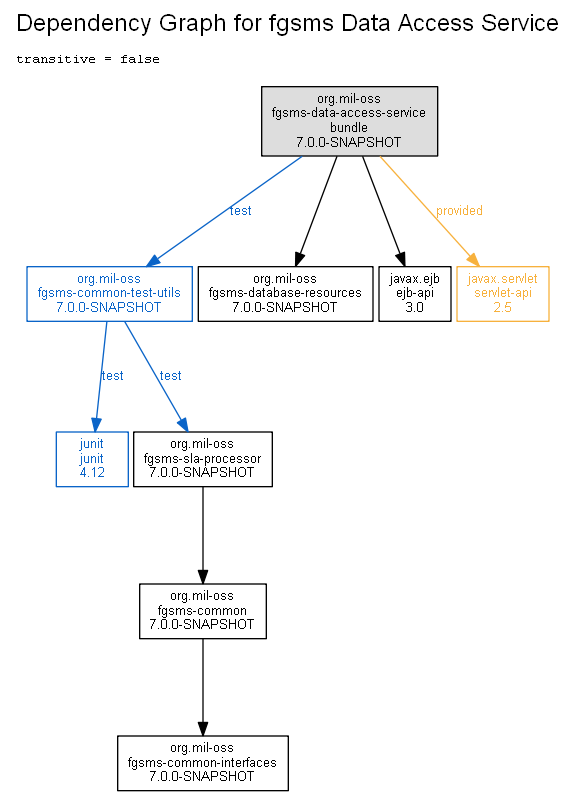 Dependency Graph for fgsms Data Access Service
transitive = false
org.mil-oss
fgsms-data-access-service
bundle
7.0.0-SNAPSHOT
test
provided
org.mil-oss
fgsms-common-test-utils
7.0.0-SNAPSHOT
org.mil-oss
fgsms-database-resources
7.0.0-SNAPSHOT
javax.ejb
ejb-api
3.0
javax.servlet
servlet-api
2.5
test
test
junit
junit
4.12
org.mil-oss
fgsms-sla-processor
7.0.0-SNAPSHOT
org.mil-oss
fgsms-common
7.0.0-SNAPSHOT
org.mil-oss
fgsms-common-interfaces
7.0.0-SNAPSHOT